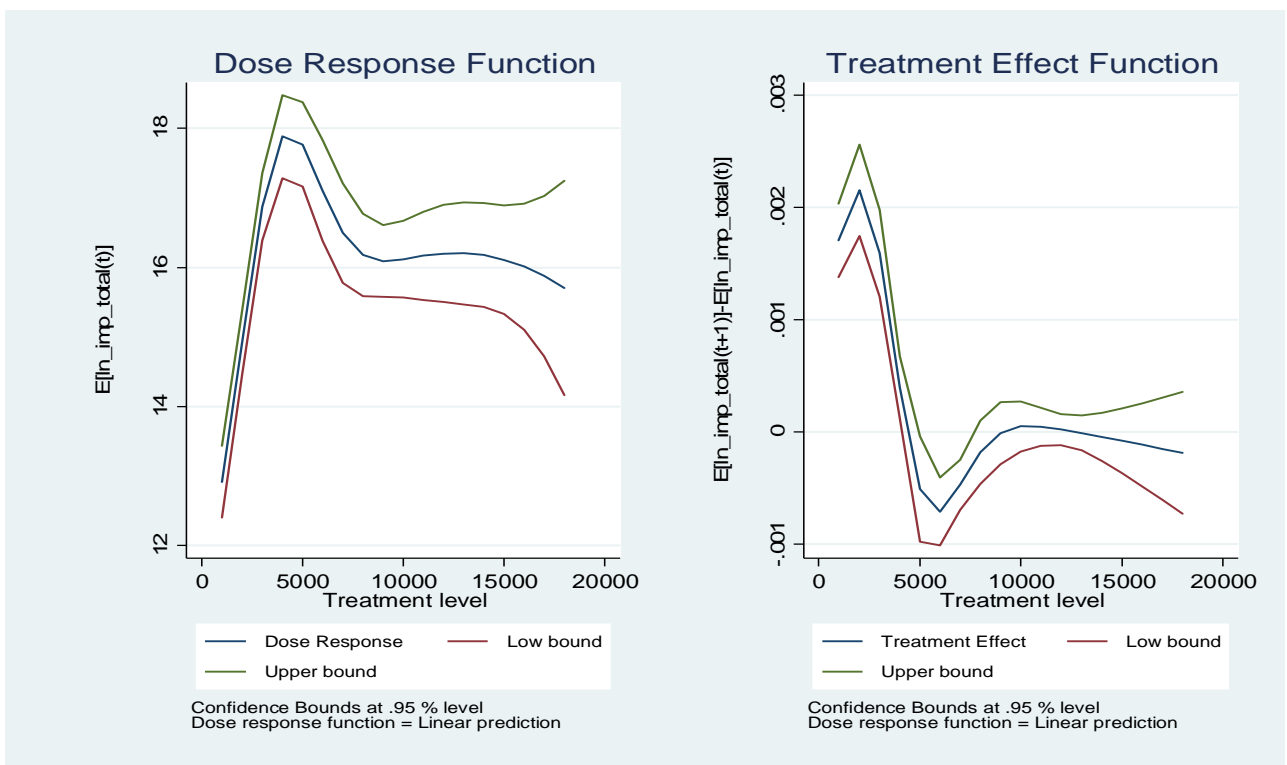 Dose Response Function
E[ln_imp_total(t)]
18
16
14
12
0 5000 10000 15000 20000
Treatment level
Dose Response Low bound
Upper bound
Confidence Bounds at .95 % level
Dose response function = Linear prediction
Treatment Effect Function
E[ln_imp_total(t+1)]-E[ln_imp_total(t)]
.003
.002
.001
0
-.001
0 5000 10000 15000 20000
Treatment level
Treatment Effect Low bound
Upper bound
Confidence Bounds at .95 % level
Dose response function = Linear prediction